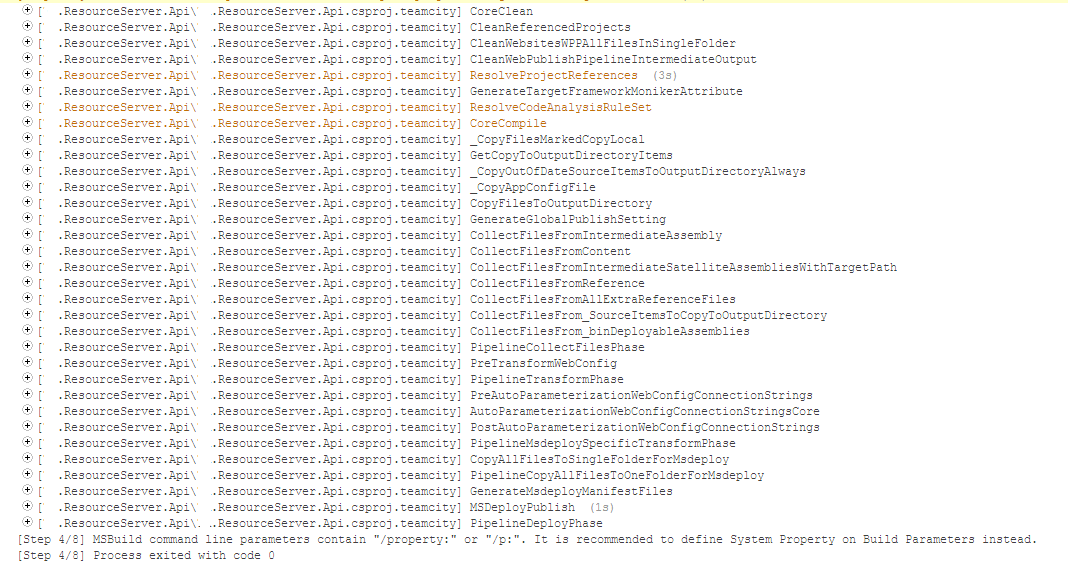 [ .ResourceServer.Api\ .ResourceServer.Api.csproj.teamcity] CoreClean
[ .ResourceServer.Api\ .ResourceServer.Api.csproj.teamcity] CleanReferencedProjects
[ .ResourceServer.Api\ .ResourceServer.Api.csproj.teamcity] CleanWebsitesWPPAllFilesInSingleFolder
[ .ResourceServer.Api\ .ResourceServer.Api.csproj.teamcity] CleanWebPublishPipelineIntermediateOutput
[ .ResourceServer.Api\ .ResourceServer.Api.csproj.teamcity] ResolveProjectReferences (3s)
[ .ResourceServer.Api\ .ResourceServer.Api.csproj.teamcity] GenerateTargetFrameworkMonikerAttribute
[ .ResourceServer.Api\ .ResourceServer.Api.csproj.teamcity] ResolveCodeAnalysisRuleSet
[ .ResourceServer.Api\ .ResourceServer.Api.csproj.teamcity] CoreCompile
[ .ResourceServer.Api\ .ResourceServer.Api.csproj.teamcity] _CopyFilesMarkedCopyLocal
[ .ResourceServer.Api\ .ResourceServer.Api.csproj.teamcity] GetCopyToOutputDirectoryItems
[ .ResourceServer.Api\ .ResourceServer.Api.csproj.teamcity] _CopyOutOfDateSourceItemsToOutputDirectoryAlways
[ .ResourceServer.Api\ .ResourceServer.Api.csproj.teamcity] _CopyAppConfigFile
[ .ResourceServer.Api\ .ResourceServer.Api.csproj.teamcity] CopyFilesToOutputDirectory
[ .ResourceServer.Api\ .ResourceServer.Api.csproj.teamcity] GenerateGlobalPublishSetting
[ .ResourceServer.Api\ .ResourceServer.Api.csproj.teamcity] CollectFilesFromIntermediateAssembly
[ .ResourceServer.Api\ .ResourceServer.Api.csproj.teamcity] CollectFilesFromContent
[ .ResourceServer.Api\ .ResourceServer.Api.csproj.teamcity] CollectFilesFromIntermediateSatelliteAssembliesWithTargetPath
[ .ResourceServer.Api\ .ResourceServer.Api.csproj.teamcity] CollectFilesFromReference
[ .ResourceServer.Api\ .ResourceServer.Api.csproj.teamcity] CollectFilesFromAllExtraReferenceFiles
[ .ResourceServer.Api\ .ResourceServer.Api.csproj.teamcity] CollectFilesFrom_SourceItemsToCopyToOutputDirectory
[ .ResourceServer.Api\ .ResourceServer.Api.csproj.teamcity] CollectFilesFrom_binDeployableAssemblies
[ .ResourceServer.Api\ .ResourceServer.Api.csproj.teamcity] PipelineCollectFilesPhase
[ .ResourceServer.Api\ .ResourceServer.Api.csproj.teamcity] PreTransformWebConfig
[ .ResourceServer.Api\ .ResourceServer.Api.csproj.teamcity] PipelineTransformPhase
[ .ResourceServer.Api\ .ResourceServer.Api.csproj.teamcity] PreAutoParameterizationWebConfigConnectionStrings
[ .ResourceServer.Api\ .ResourceServer.Api.csproj.teamcity] AutoParameterizationWebConfigConnectionStringsCore
[ .ResourceServer.Api\ .ResourceServer.Api.csproj.teamcity] PostAutoParameterizationWebConfigConnectionStrings
[ .ResourceServer.Api\ .ResourceServer.Api.csproj.teamcity] PipelineMsdeploySpecificTransformPhase
[ .ResourceServer.Api\ .ResourceServer.Api.csproj.teamcity] CopyAllFilesToSingleFolderForMsdeploy
[ .ResourceServer.Api\ .ResourceServer.Api.csproj.teamcity] PipelineCopyAllFilesToOneFolderForMsdeploy
[ .ResourceServer.Api\ .ResourceServer.Api.csproj.teamcity] GenerateMsdeployManifestFiles
[ .ResourceServer.Api\ .ResourceServer.Api.csproj.teamcity] MSDeployPublish (1s)
[ .ResourceServer.Api\. ..ResourceServer.Api.csproj.teamcity] PipelineDeployPhase
[Step 4/8] MSBuild command line parameters contain "/property:" or "/p:". It is recommended to define System Property on Build Parameters instead.
[Step 4/8] Process exited with code 0